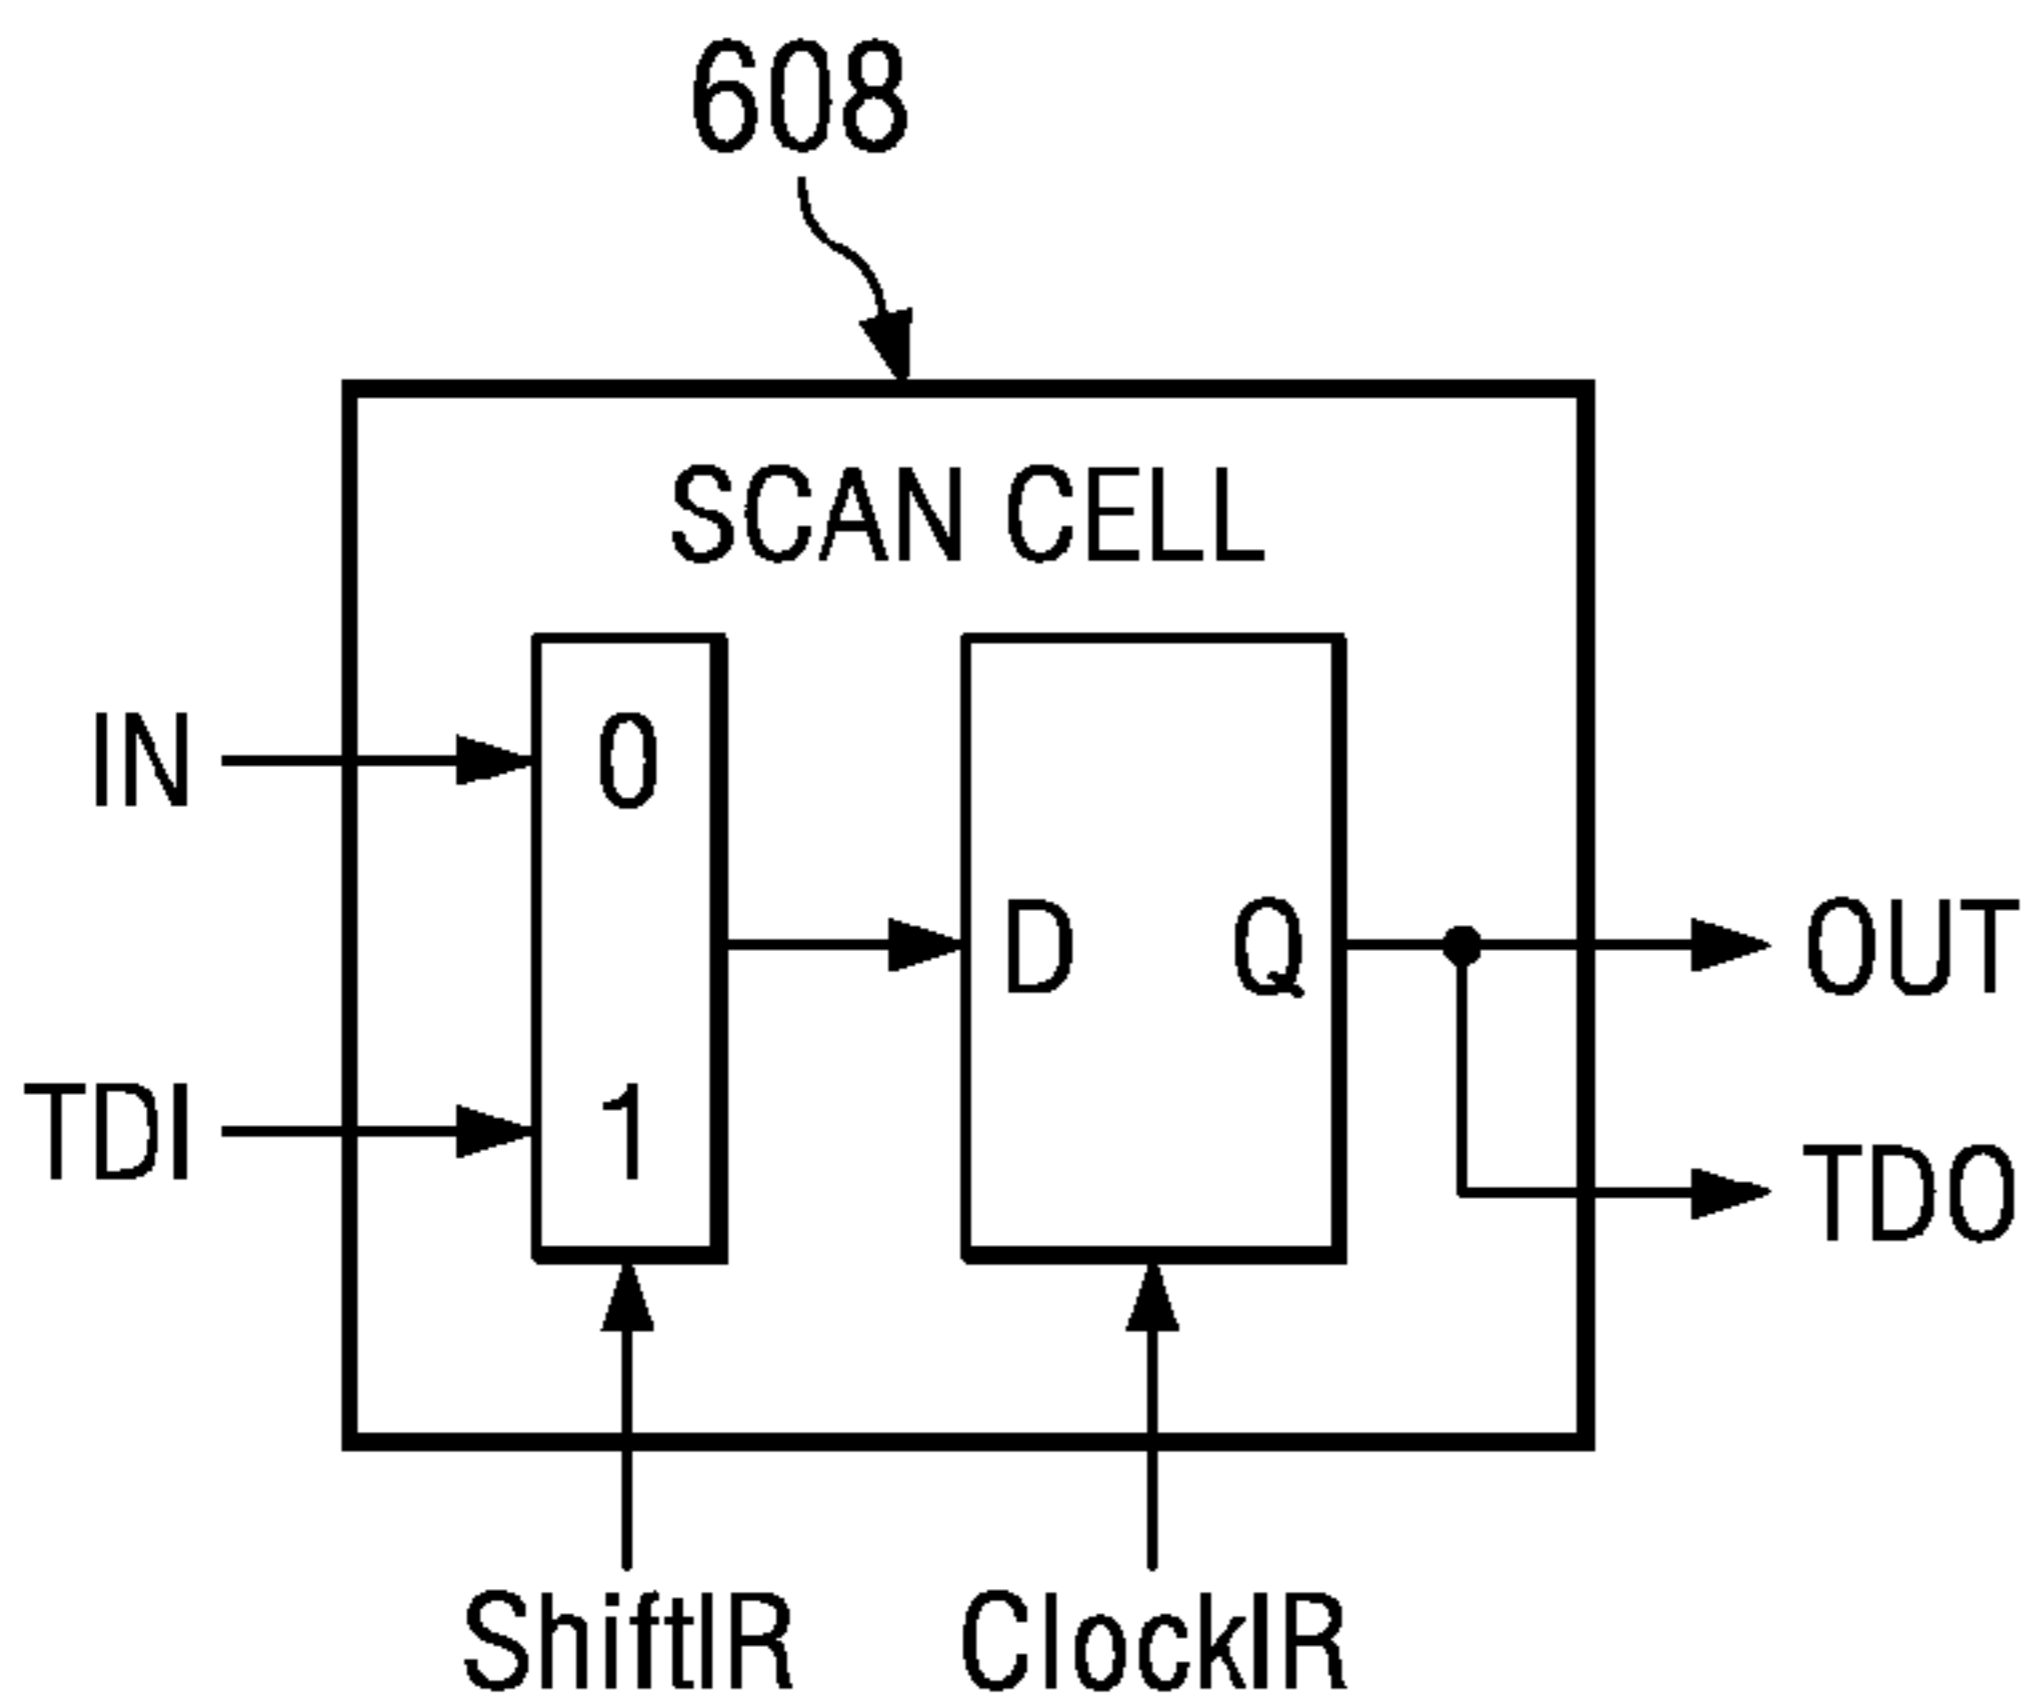 608
SCAN CELL
IN
0
D
Q
OUT
TDI
1
TDO
ShiftIR
ClockIR